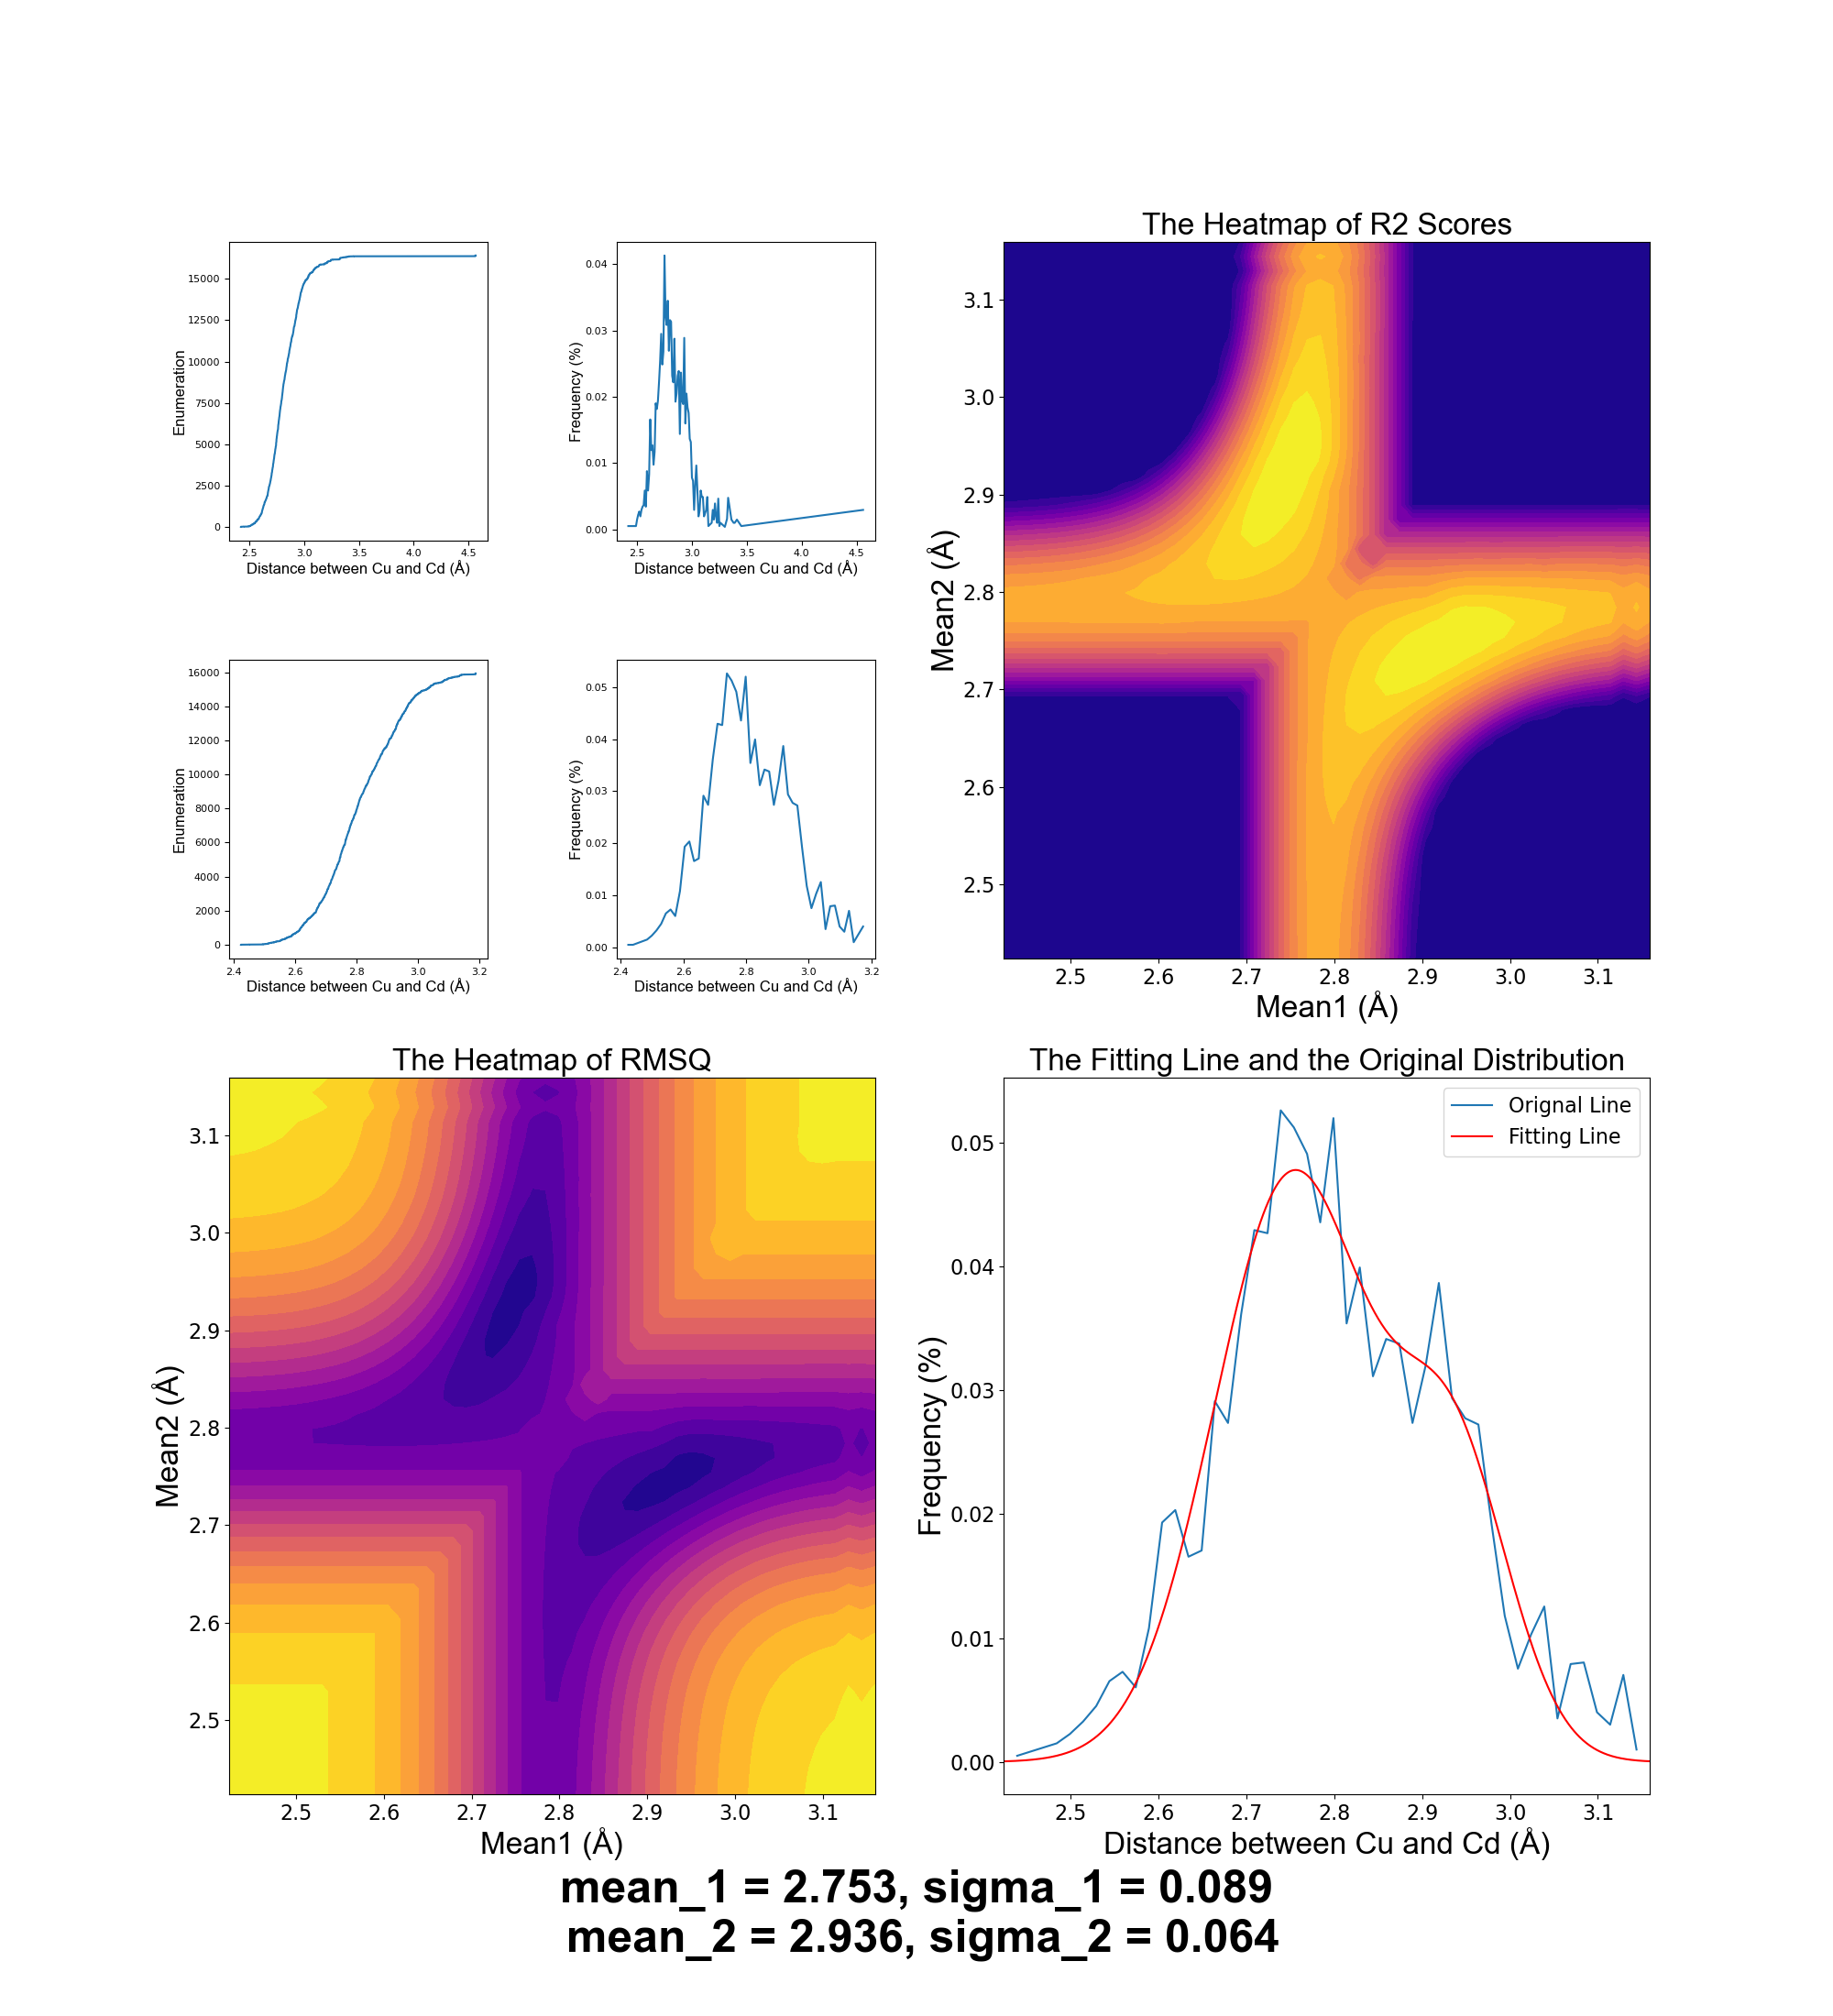 Enumeration
15000
12500
10000
7500
5000
2500
0
2.5 3.0 3.5 4.0 4.5
Distance between Cu and Cd (Å)
Frequency (%)
0.04
0.03
0.02
0.01
0.00
2.5 3.0 3.5 4.0 4.5
Distance between Cu and Cd (Å)
Enumeration
16000
14000
12000
10000
8000
6000
4000
2000
0
2.4 2.6 2.8 3.0 3.2
Distance between Cu and Cd (Å)
Frequency (%)
0.05
0.04
0.03
0.02
0.01
0.00
2.4 2.6 2.8 3.0 3.2
Distance between Cu and Cd (Å)
The Heatmap of R2 Scores
Mean2 (Å)
3.1
3.0
2.9
2.8
2.7
2.6
2.5
2.5 2.6 2.7 2.8 2.9 3.0 3.1
Mean1 (Å)
The Heatmap of RMSQ
Mean2 (Å)
3.1
3.0
2.9
2.8
2.7
2.6
2.5
2.5 2.6 2.7 2.8 2.9 3.0 3.1
Mean1 (Å)
The Fitting Line and the Original Distribution
Orignal Line
Fitting Line
Frequency (%)
0.05
0.04
0.03
0.02
0.01
0.00
2.5 2.6 2.7 2.8 2.9 3.0 3.1
Distance between Cu and Cd (Å)
mean_1 = 2.753, sigma_1 = 0.089
mean_2 = 2.936, sigma_2 = 0.064